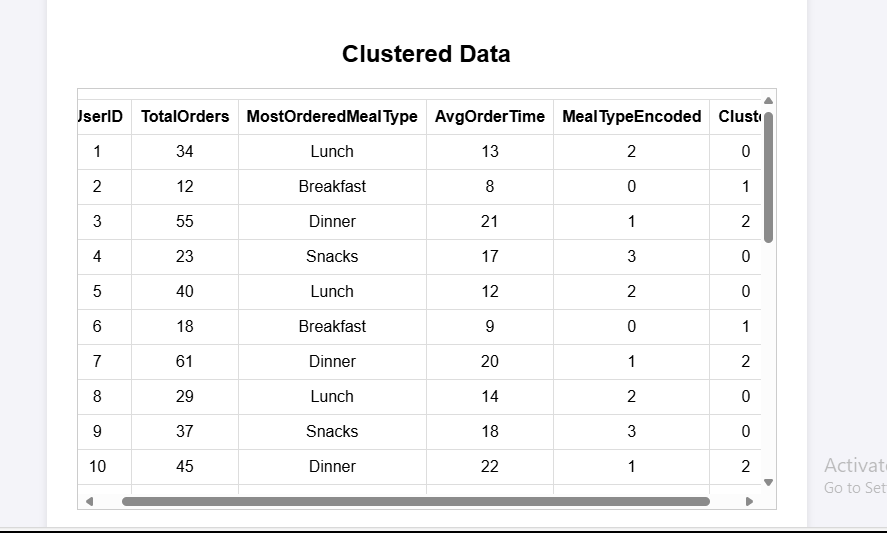 Clustered Data
UserID TotalOrders MostOrderedMealType AvgOrderTime MealTypeEncoded Cluste
1 34 Lunch 13 2 0
2 12 Breakfast 8 0 1
3 55 Dinner 21 1 2
4 23 Snacks 17 3 0
5 40 Lunch 12 2 0
6 18 Breakfast 9 0 1
7 61 Dinner 20 1 2
8 29 Lunch 14 2 0
9 37 Snacks 18 3 0
10 45 Dinner 22 1 2
Activate
Go to Set